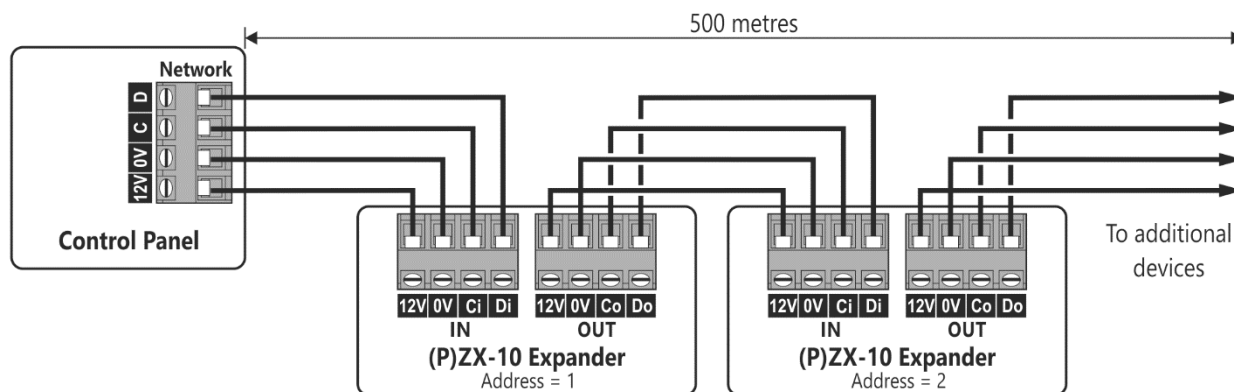 500 metres
Network
D
C
0V
12V
Control Panel
12V 0V Ci Di 12V 0V Co Do
IN OUT
(P)ZX-10 Expander
Address = 1
12V 0V Ci Di 12V 0V Co Do
IN OUT
(P)ZX-10 Expander
Address = 2
To additional
devices